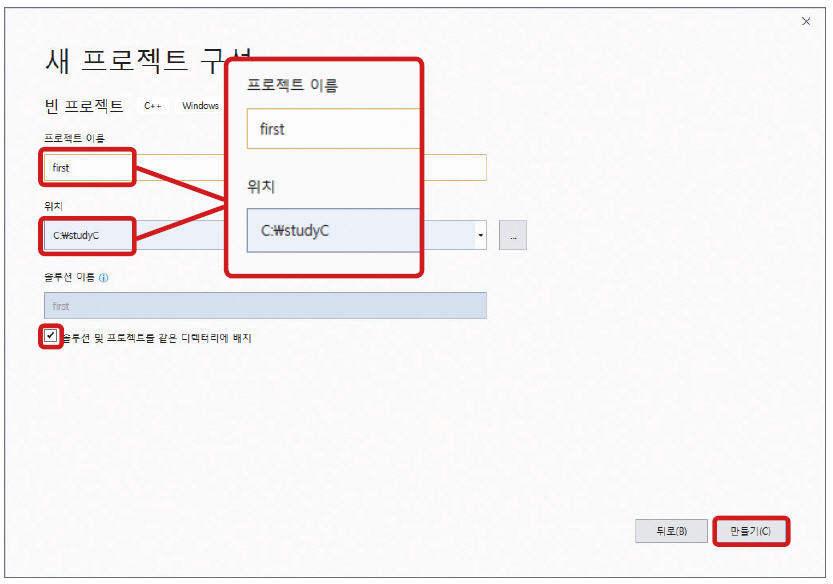 새 프로젝트 구성
빈 프로젝트 C++ Windows
프로젝트 이름
first
위치
C:₩studyC
...
솔루션 이름
first
솔루션 및 프로젝트를 같은 디렉터리에 배치
프로젝트 이름
first
위치
C:₩studyC
뒤로(B) 만들기(C)